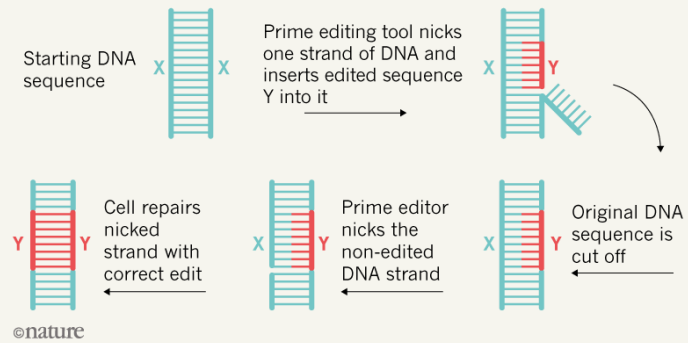 Starting DNA
sequence
X
X
Prime editing tool nicks
one strand of DNA and
inserts edited sequence
Y into it
X
Y
Original DNA
sequence is
cut off
X
Y
Prime editor
nicks the
non-edited
DNA strand
X
Y
Cell repairs
nicked
strand with
correct edit
Y
Y
©nature